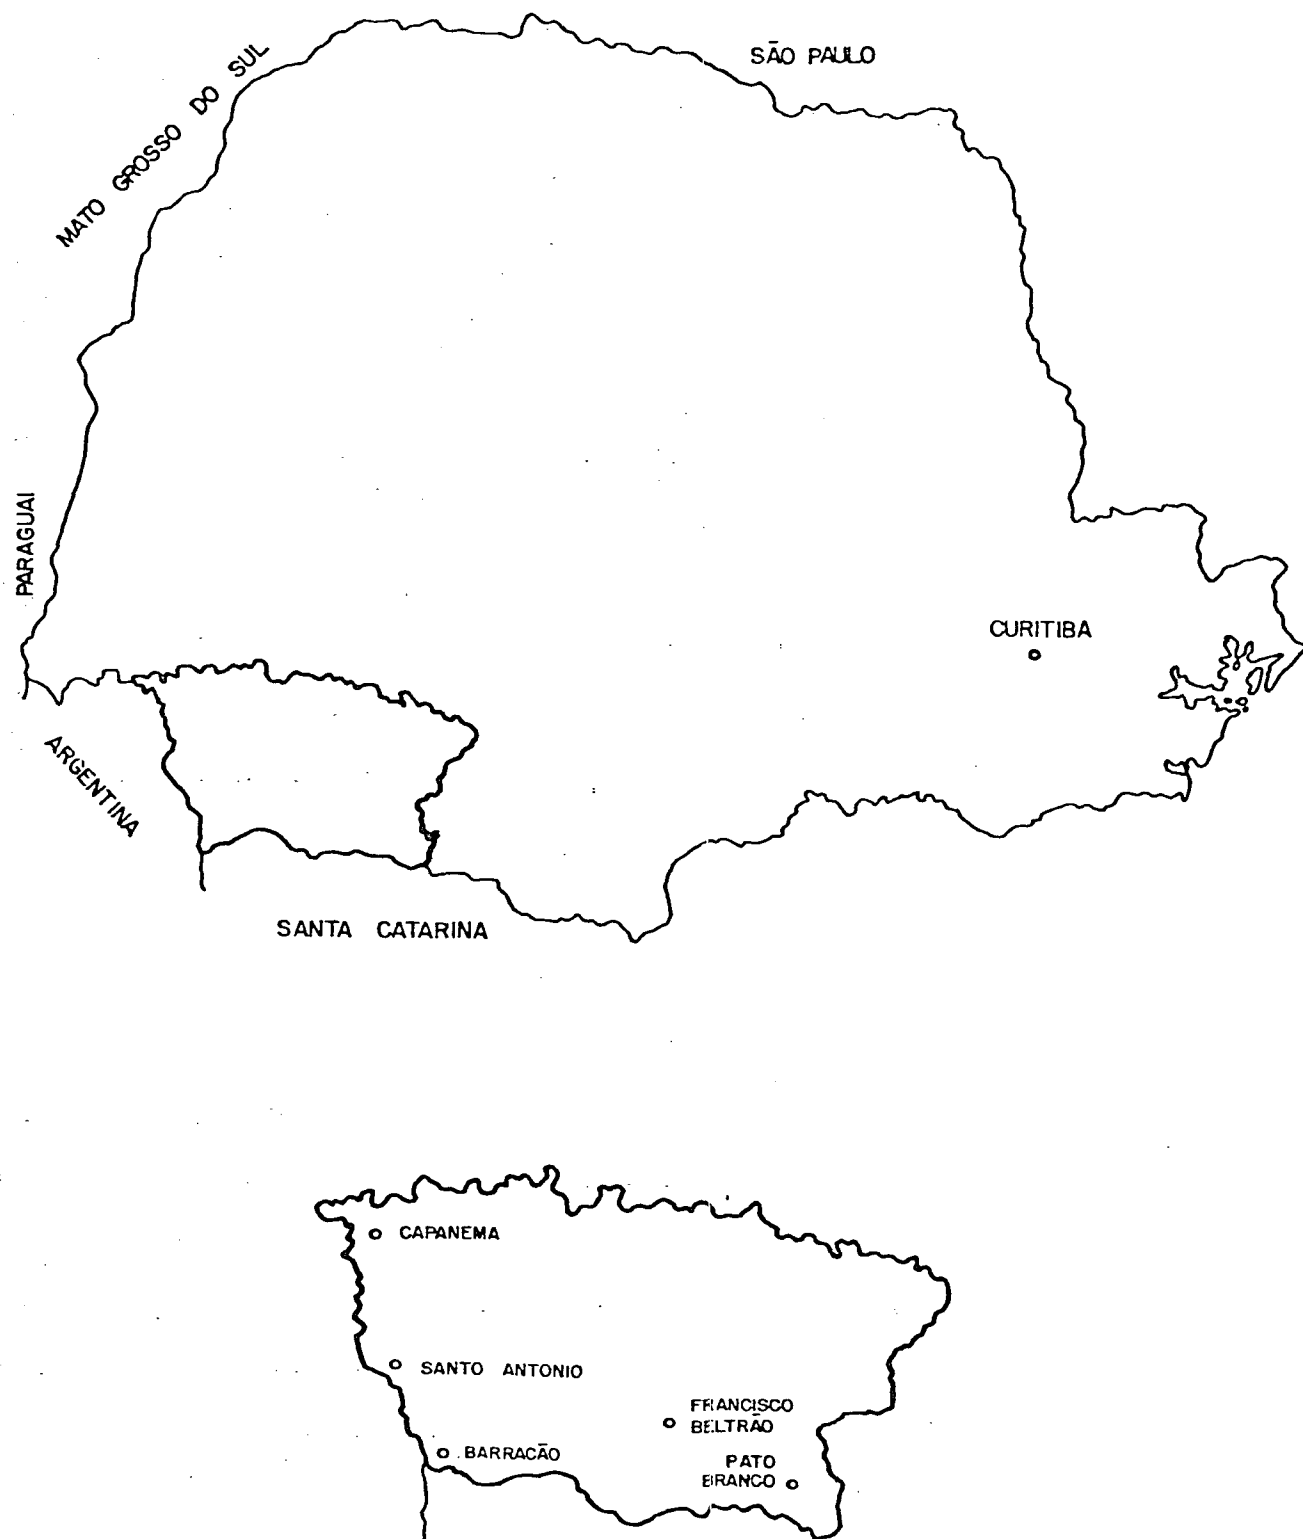 SÃO PAULO
MATO GROSSO DO SUL
PARAGUAI
CURITIBA
ARGENTINA
SANTA CATARINA
CAPANEMA
SANTO ANTONIO
FRANCISCO
BELTRÃO
BARRACÃO
PATO
BRANCO